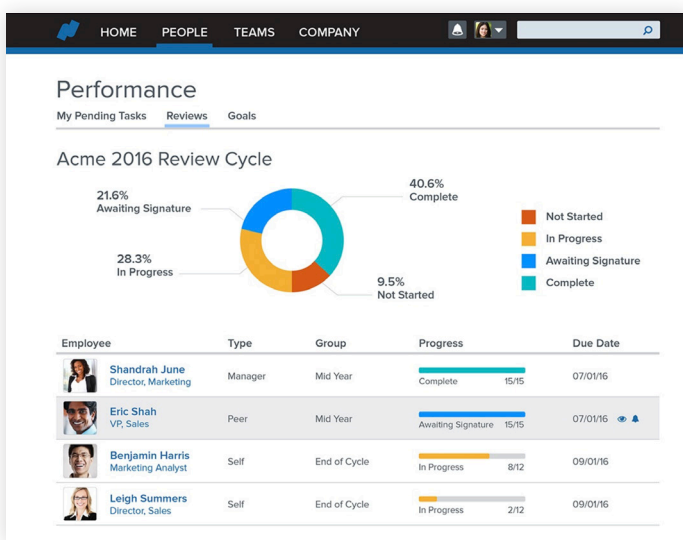 HOME PEOPLE TEAMS COMPANY
Performance
My Pending Tasks Reviews Goals
Acme 2016 Review Cycle
40.6%
Complete
21.6%
Awaiting Signature
28.3%
In Progress
9.5%
Not Started
Not Started
In Progress
Awaiting Signature
Complete
Employee Type Group Progress Due Date
Shandrah June
Director, Marketing
Manager Mid Year
Complete 15/15
07/01/16
Eric Shah
VP, Sales
Peer Mid Year
Awaiting Signature 15/15
07/01/16
Benjamin Harris
Marketing Analyst
Self End of Cycle
In Progress 8/12
09/01/16
Leigh Summers
Director, Sales
Self End of Cycle
In Progress 2/12
09/01/16